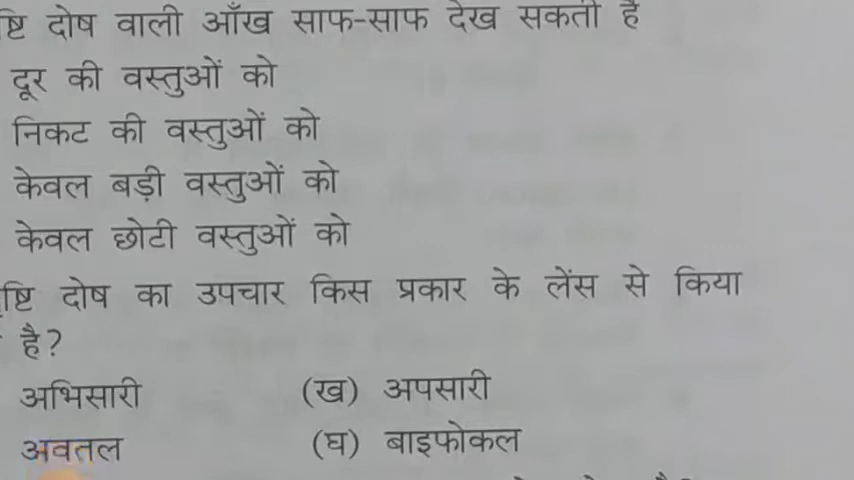 दोष वाली आँख साफ-साफ देख सकती है
दूर की वस्तुओं को
निकट की वस्तुओं को
केवल बड़ी वस्तुओं को
केवल छोटी वस्तुओं को
दोष का उपचार किस प्रकार के लेंस से किया
है?
अभिसारी (ख) अपसारी
अवतल (घ) बाइफोकल